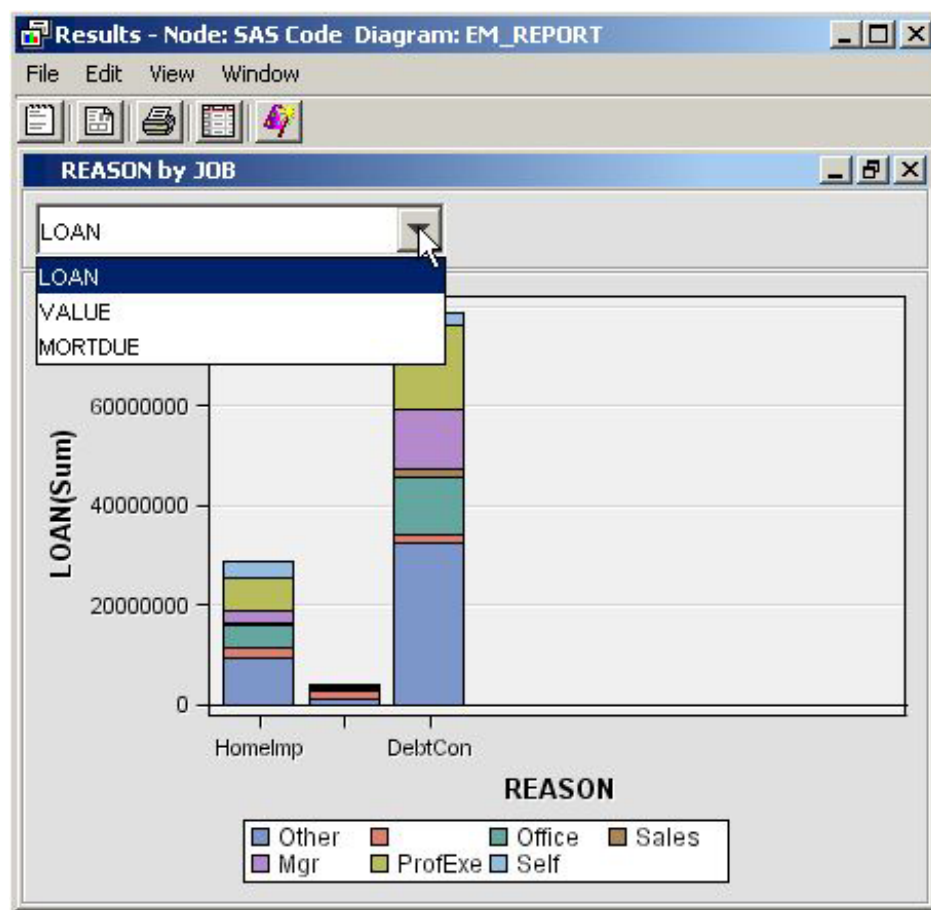 Results - Node: SAS Code Diagram: EM_REPORT
File Edit View Window
REASON by JOB
LOAN
LOAN
VALUE
MORTDUE
60000000
40000000
20000000
0
LOAN(Sum)
HomeImp DebtCon
REASON
Other Office Sales
Mgr ProfExe Self